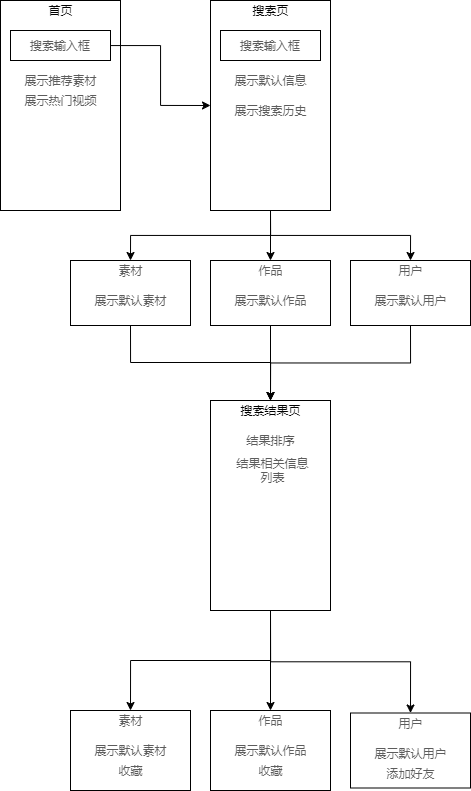 首页
搜索输入框
展示推荐素材
展示热门视频
搜索页
搜索输入框
展示默认信息
展示搜索历史
素材
展示默认素材
作品
展示默认作品
用户
展示默认用户
搜索结果页
结果排序
结果相关信息
列表
素材
展示默认素材
收藏
作品
展示默认作品
收藏
用户
展示默认用户
添加好友